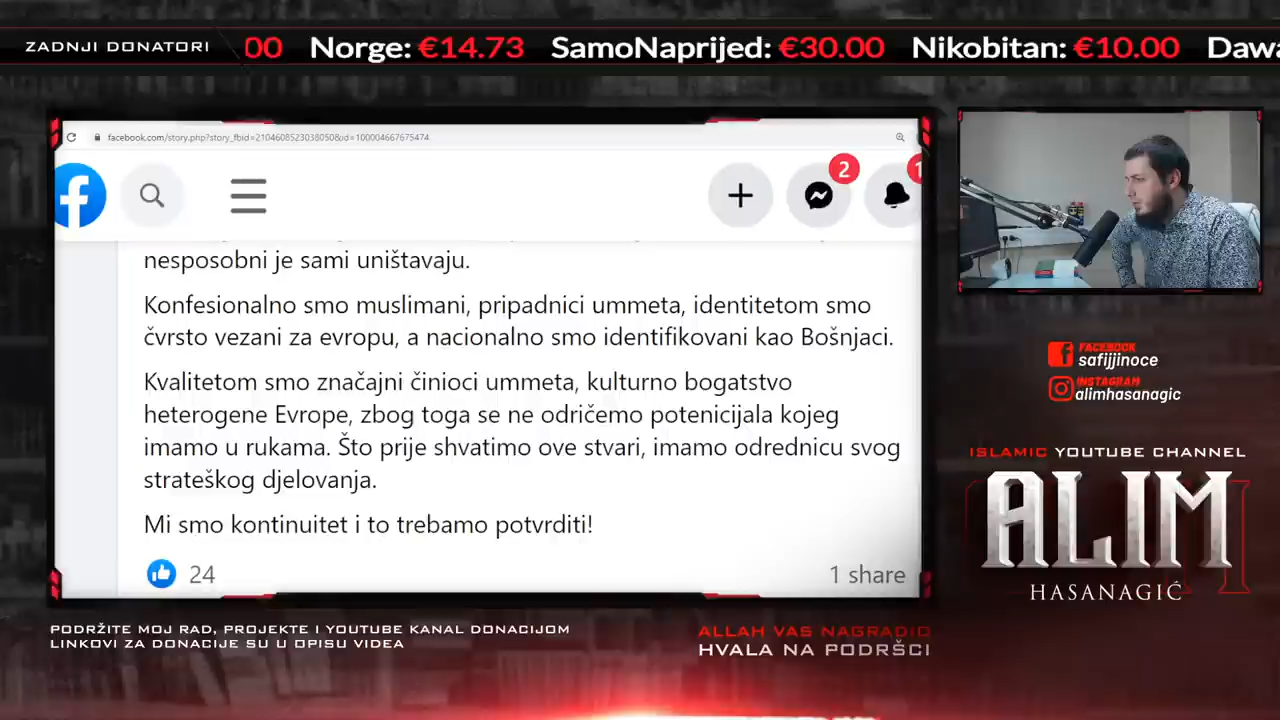 ZADNJI DONATORI
00 Norge: €14.73 SamoNaprijed: €30.00 Nikobitan: €10.00 Dawa
facebook.com/story.php?story_fbid=2104608523038050&id=100004667675474
2
1
nesposobni je sami uništavaju.
Konfesionalno smo muslimani, pripadnici ummeta, identitetom smo
čvrsto vezani za evropu, a nacionalno smo identifikovani kao Bošnjaci.
Kvalitetom smo značajni činioci ummeta, kulturno bogatstvo
heterogene Evrope, zbog toga se ne odričemo potenicijala kojeg
imamo u rukama. Što prije shvatimo ove stvari, imamo odrednicu svog
strateškog djelovanja.
Mi smo kontinuitet i to trebamo potvrditi!
24
1 share
FACEBOOK
safijjinoce
INSTAGRAM
alimhasanagic
ISLAMIC YOUTUBE CHANNEL
ALIM
HASANAGIĆ
PODRŽITE MOJ RAD, PROJEKTE I YOUTUBE KANAL DONACIJOM
LINKOVI ZA DONACIJE SU U OPISU VIDEA
ALLAH VAS NAGRADIO
HVALA NA PODRŠCI